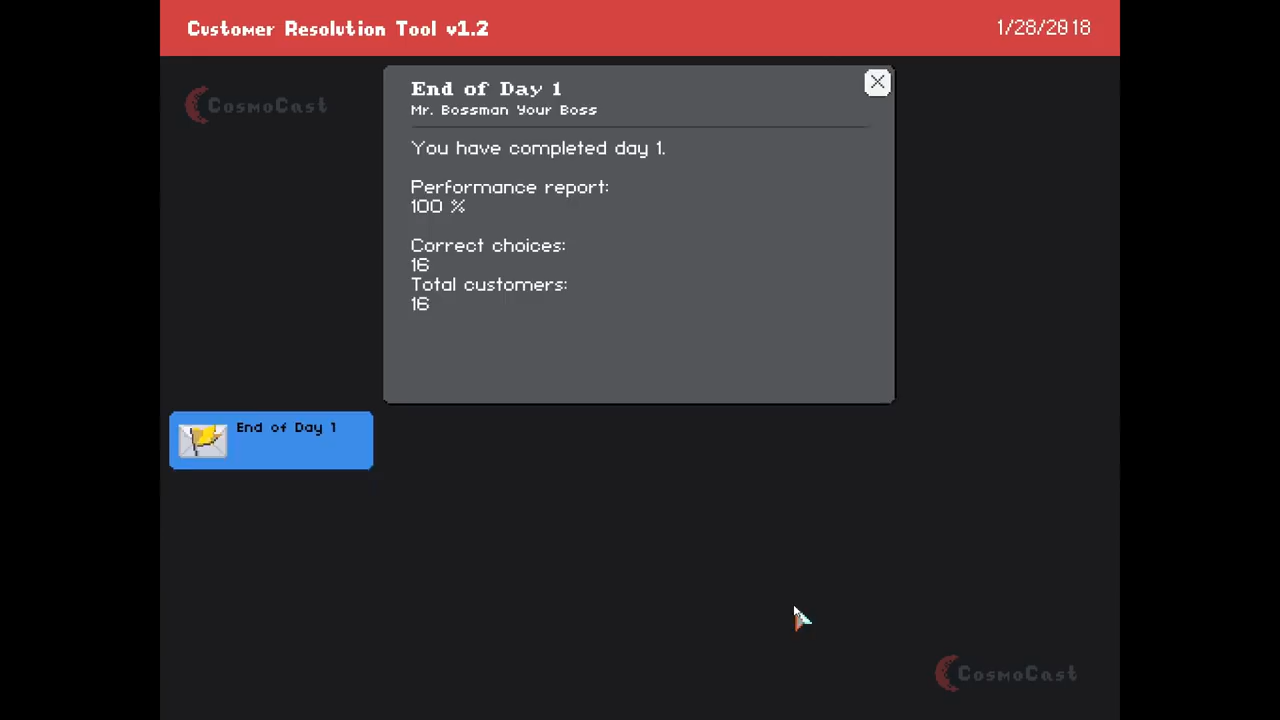 Customer Resolution Tool v1.2
1/28/2018
CosmoCast
End of Day 1
Mr. Bossman Your Boss
You have completed day 1.
Performance report:
100 %
Correct choices:
16
Total customers:
16
End of Day 1
CosmoCast